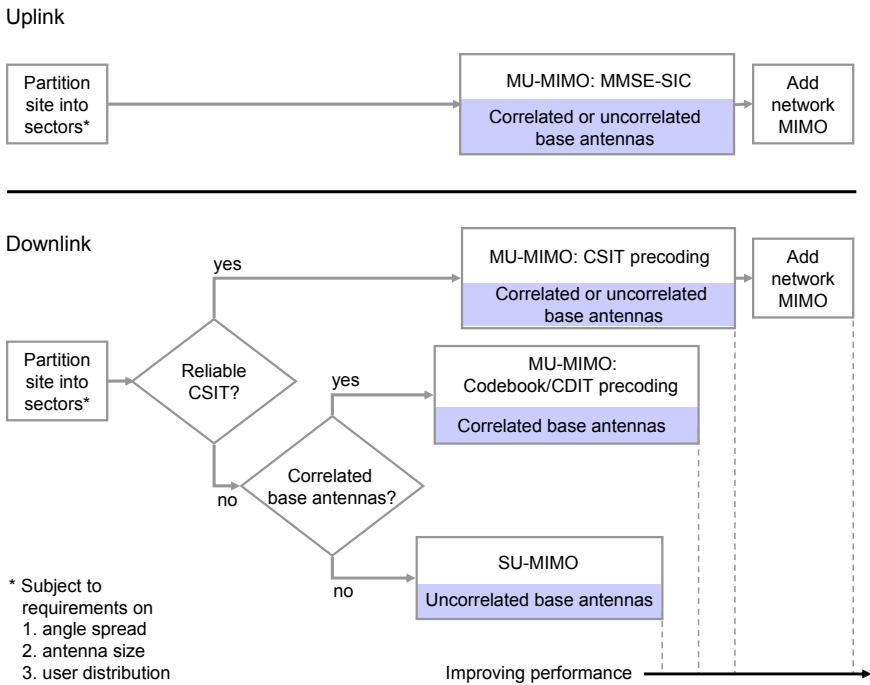 Uplink
Partition
site into
sectors*
MU-MIMO: MMSE-SIC
Correlated or uncorrelated
base antennas
Add
network
MIMO
Downlink
yes
MU-MIMO: CSIT precoding
Correlated or uncorrelated
base antennas
Add
network
MIMO
Partition
site into
sectors*
Reliable
CSIT?
yes
MU-MIMO:
Codebook/CDIT precoding
Correlated base antennas
no
Correlated
base antennas?
no
SU-MIMO
Uncorrelated base antennas
* Subject to
requirements on
1. angle spread
2. antenna size
3. user distribution
Improving performance